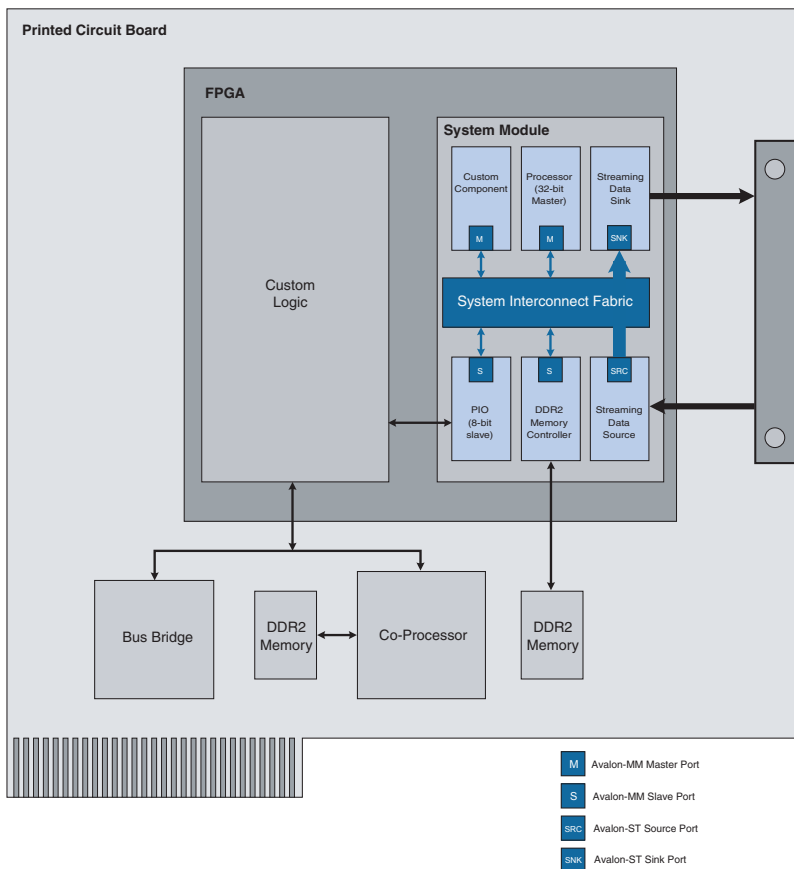 Printed Circuit Board
FPGA
System Module
Custom
Component
M
Processor
(32-bit
Master)
M
Streaming
Data
Sink
SNK
Custom
Logic
System Interconnect Fabric
S
PIO
(8-bit
slave)
S
DDR2
Memory
Controller
SRC
Streaming
Data
Source
Bus Bridge
DDR2
Memory
Co-Processor
DDR2
Memory
M Avalon-MM Master Port
S Avalon-MM Slave Port
SRC Avalon-ST Source Port
SNK Avalon-ST Sink Port